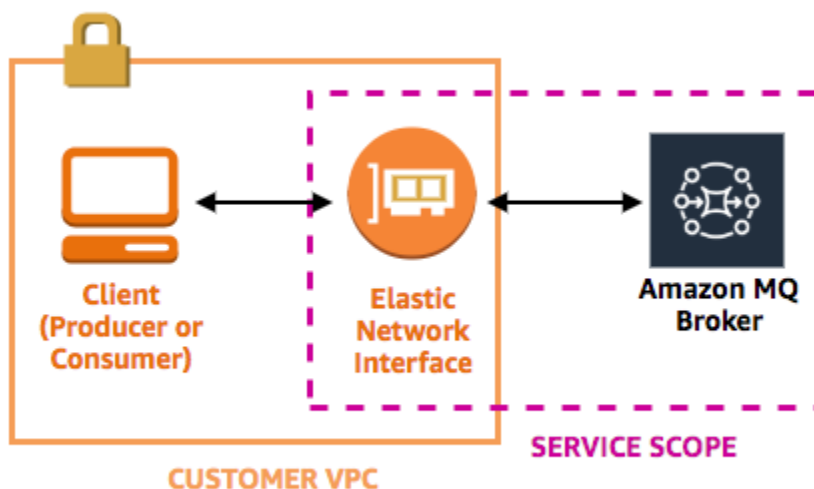 Client
(Producer or
Consumer)
Elastic
Network
Interface
Amazon MQ
Broker
SERVICE SCOPE
CUSTOMER VPC